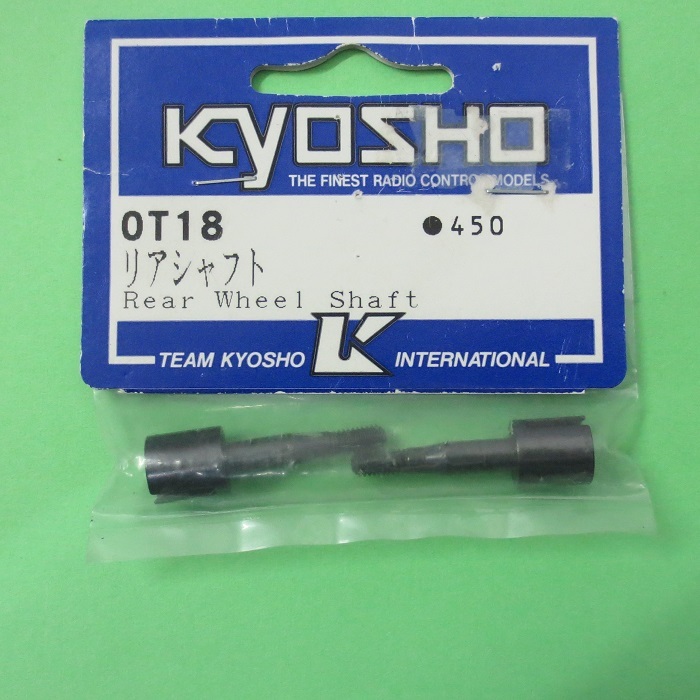 KYOSHO
THE FINEST RADIO CONTROL MODELS
OT18 ●450
リアシャフト
Rear Wheel Shaft
TEAM KYOSHO K INTERNATIONAL